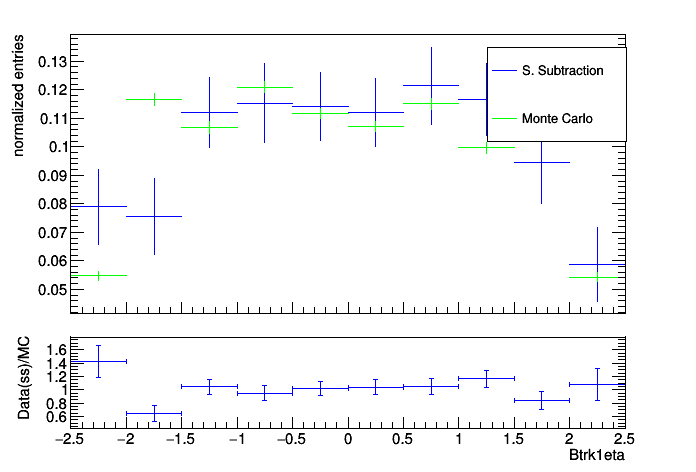 normalized entries
0.13
0.12
0.11
0.1
0.09
0.08
0.07
0.06
0.05
S. Subtraction
Monte Carlo
Data(ss)/MC
1.6
1.4
1.2
1
0.8
0.6
−2.5 −2 −1.5 −1 −0.5 0 0.5 1 1.5 2 2.5
Btrk1eta